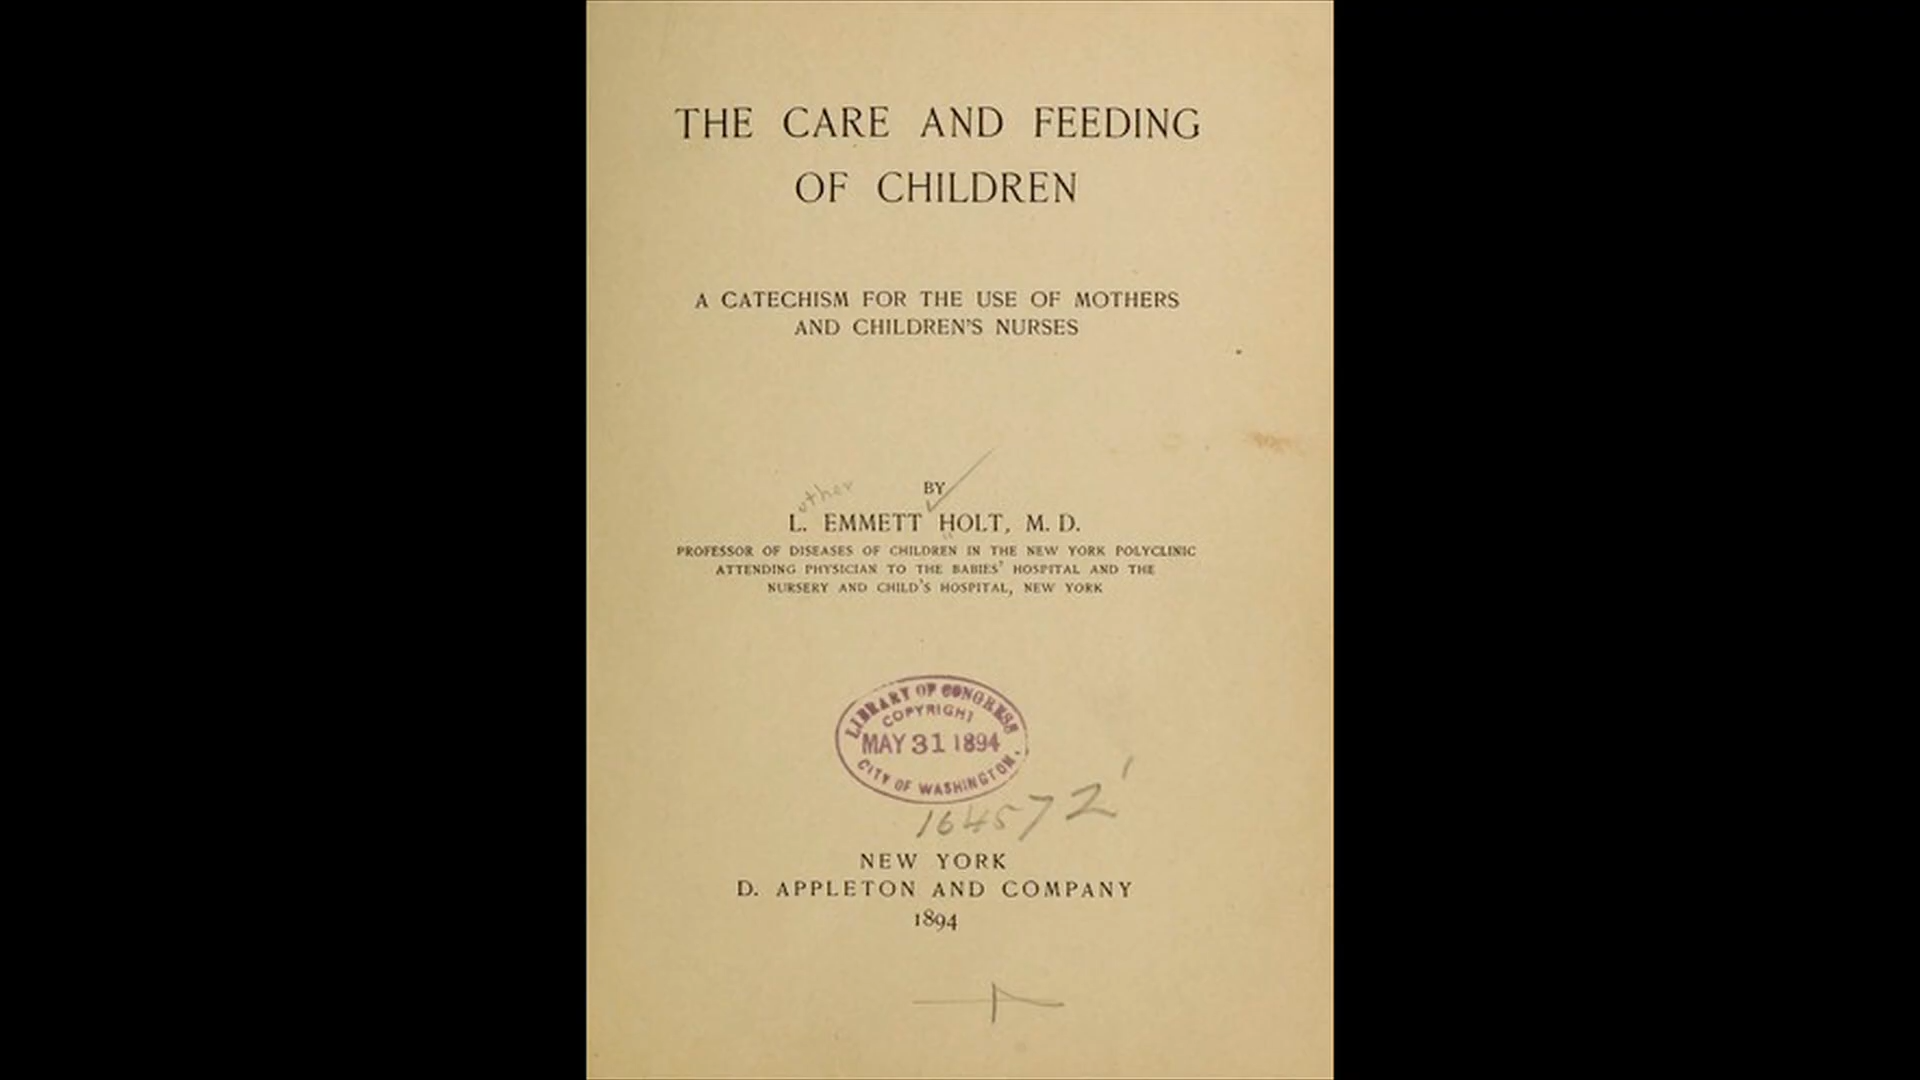 THE CARE AND FEEDING
OF CHILDREN
A CATECHISM FOR THE USE OF MOTHERS
AND CHILDREN'S NURSES
BY
uther
L. EMMETT HOLT, M. D.
PROFESSOR OF DISEASES OF CHILDREN IN THE NEW YORK POLYCLINIC
ATTENDING PHYSICIAN TO THE BABIES' HOSPITAL AND THE
NURSERY AND CHILD'S HOSPITAL, NEW YORK
LIBRARY OF CONGRESS
COPYRIGHT
MAY 31 1894
CITY OF WASHINGTON.
164572'
NEW YORK
D. APPLETON AND COMPANY
1894